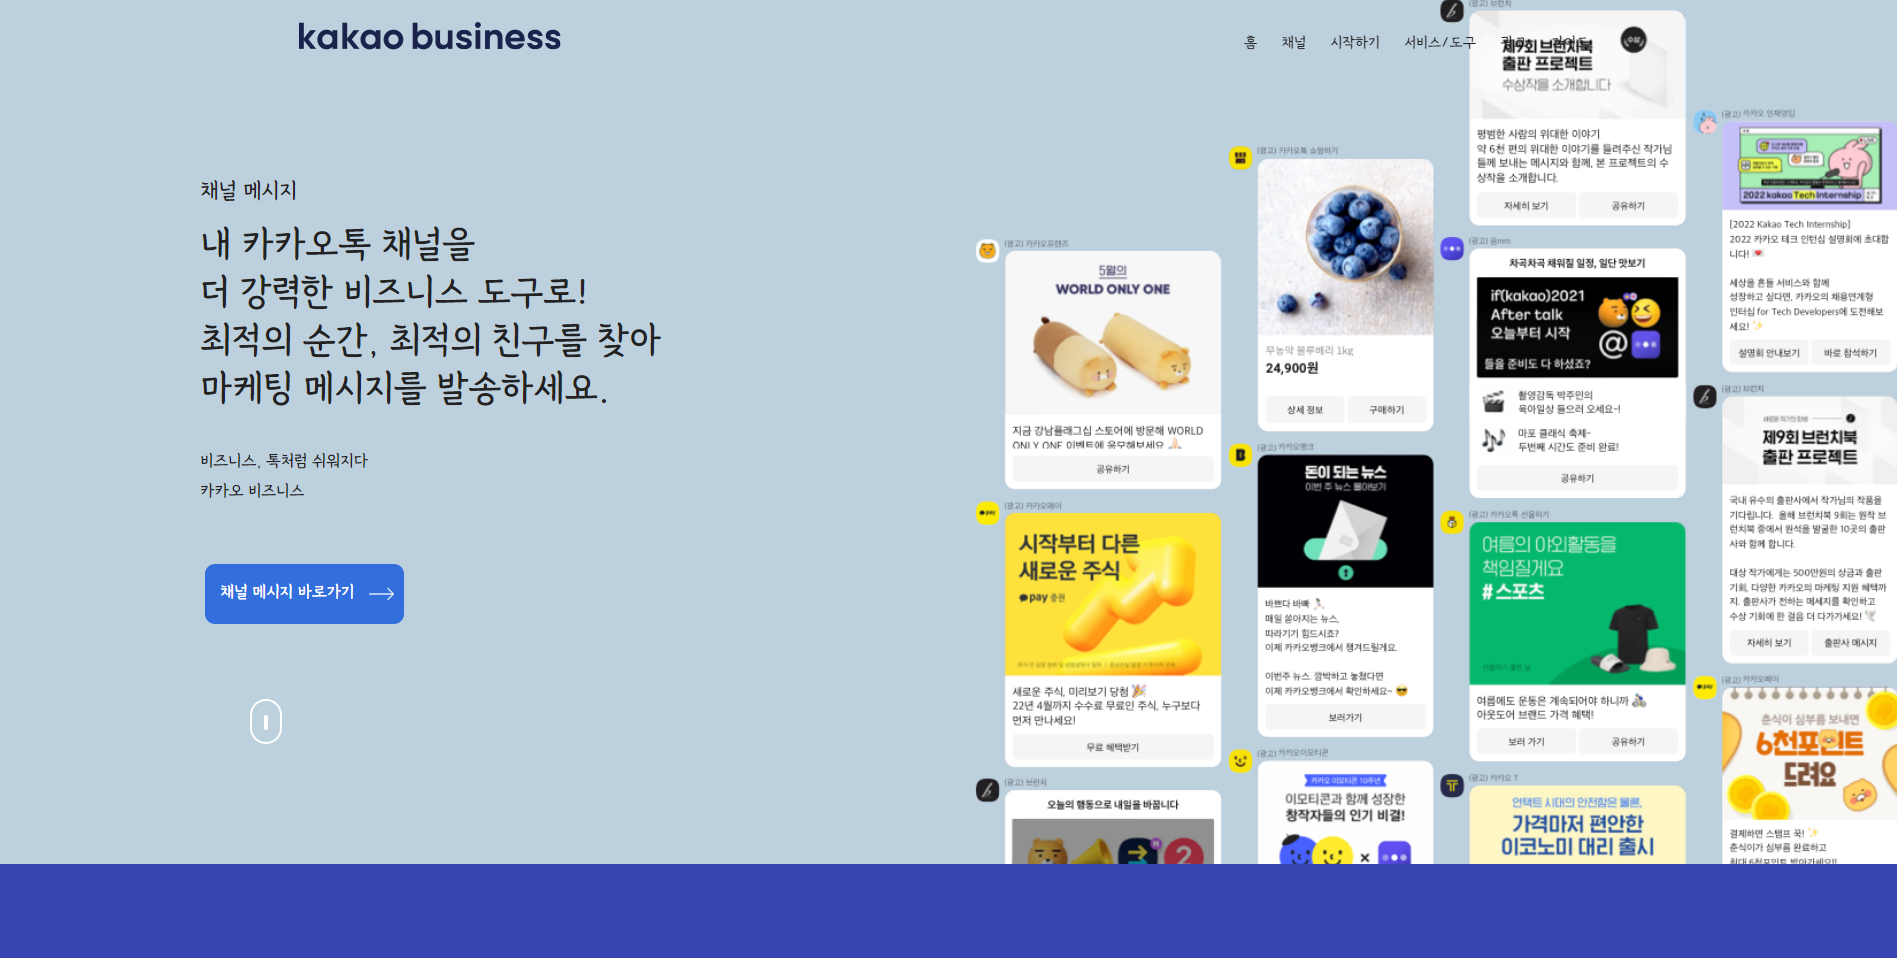 kakao business
홈 채널 시작하기 서비스/도구
채널 메시지
내 카카오톡 채널을
더 강력한 비즈니스 도구로!
최적의 순간, 최적의 친구를 찾아
마케팅 메시지를 발송하세요.
비즈니스, 톡처럼 쉬워지다
카카오 비즈니스
채널 메시지 바로가기
(광고) 카카오프렌즈
5월의
WORLD ONLY ONE
지금 강남플래그십 스토어에 방문해 WORLD
ONLY ONE 이벤트에 응모해보세요
공유하기
(광고) 카카오페이
시작부터 다른
새로운 주식
pay 증권
새로운 주식, 미리보기 당첨 🎉
22년 4월까지 수수료 무료인 주식, 누구보다
먼저 만나세요!
무료 혜택받기
(광고) 브런치
오늘의 행동으로 내일을 바꿉니다
(광고) 카카오톡 쇼핑하기
무농약 블루베리 1kg
24,900원
상세 정보 구매하기
(광고) 카카오뱅크
돈이 되는 뉴스
이번 주 뉴스 몰아보기
바쁘다 바빠
매일 쏟아지는 뉴스,
따라가기 힘드시죠?
이제 카카오뱅크에서 챙겨드릴게요.
이번주 뉴스. 깜박하고 놓쳤다면
이제 카카오뱅크에서 확인하세요~ 😎
보러가기
(광고) 카카오이모티콘
카카오 이모티콘 10주년
이모티콘과 함께 성장한
창작자들의 인기 비결!
(광고) 브런치
제9회 브런치북
출판 프로젝트
수상작을 소개합니다
수상
평범한 사람의 위대한 이야기
약 6천 편의 위대한 이야기를 들려주신 작가님
들께 보내는 메시지와 함께, 본 프로젝트의 수
상작을 소개합니다.
자세히 보기 공유하기
(광고) 음mm
차곡차곡 채워질 일정, 일단 맛보기
if(kakao)2021
After talk
오늘부터 시작
들을 준비도 다 하셨죠?
촬영감독 박주민의
육아일상 들으러 오세요~!
마포 클래식 축제~
두번째 시간도 준비 완료!
공유하기
(광고) 카카오톡 선물하기
여름의 야외활동을
책임질게요
#스포츠
선물하기 좋은 날
여름에도 운동은 계속되어야 하니까 🚴
아웃도어 브랜드 가격 혜택!
보러 가기 공유하기
(광고) 카카오 T
언택트 시대의 안전함은 물론,
가격마저 편안한
이코노미 대리 출시
(광고) 카카오 인재영입
2022 kakao Tech Internship
[2022 Kakao Tech Internship]
2022 카카오 테크 인턴십 설명회에 초대합
니다! 💌
세상을 흔들 서비스와 함께
성장하고 싶다면, 카카오의 채용연계형
인턴십 for Tech Developers에 도전해보
세요! ✨
설명회 안내보기 바로 참석하기
(광고) 브런치
제9회 브런치북
출판 프로젝트
국내 유수의 출판사에서 작가님의 작품을
기다립니다. 올해 브런치북 9회는 원작 브
런치북 중에서 원석을 발굴한 10곳의 출판
사와 함께 합니다.
대상 작가에게는 500만원의 상금과 출판
기회, 다양한 카카오의 마케팅 지원 혜택까
지. 출판사가 전하는 메세지를 확인하고
수상 기회에 한 걸음 더 다가가세요! 🕊
자세히 보기 출판사 메시지
(광고) 카카오페이
춘식이 심부름 보내면
6천포인트
드려요
결제하면 스탬프 꾹! ✨
춘식이가 심부름 완료하고
최대 6천포인트 받아가세요!!